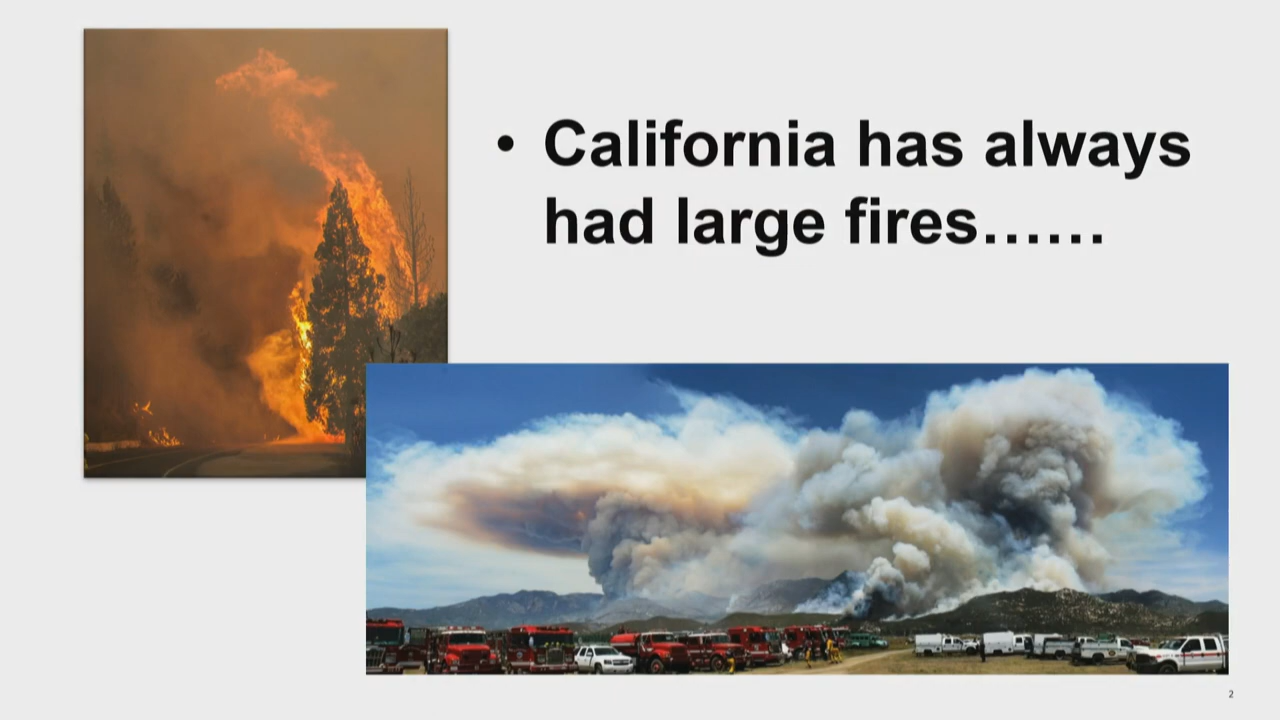 • California has always
had large fires……
2